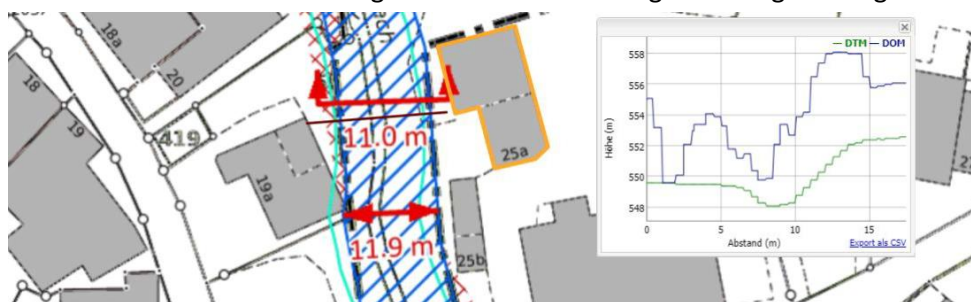 18a
20
18
19
419
19a
11.0 m
11.9 m
25a
25b
DTM DOM
558
556
554
552
550
548
Höhe (m)
0 5 10 15
Abstand (m)
Export als CSV